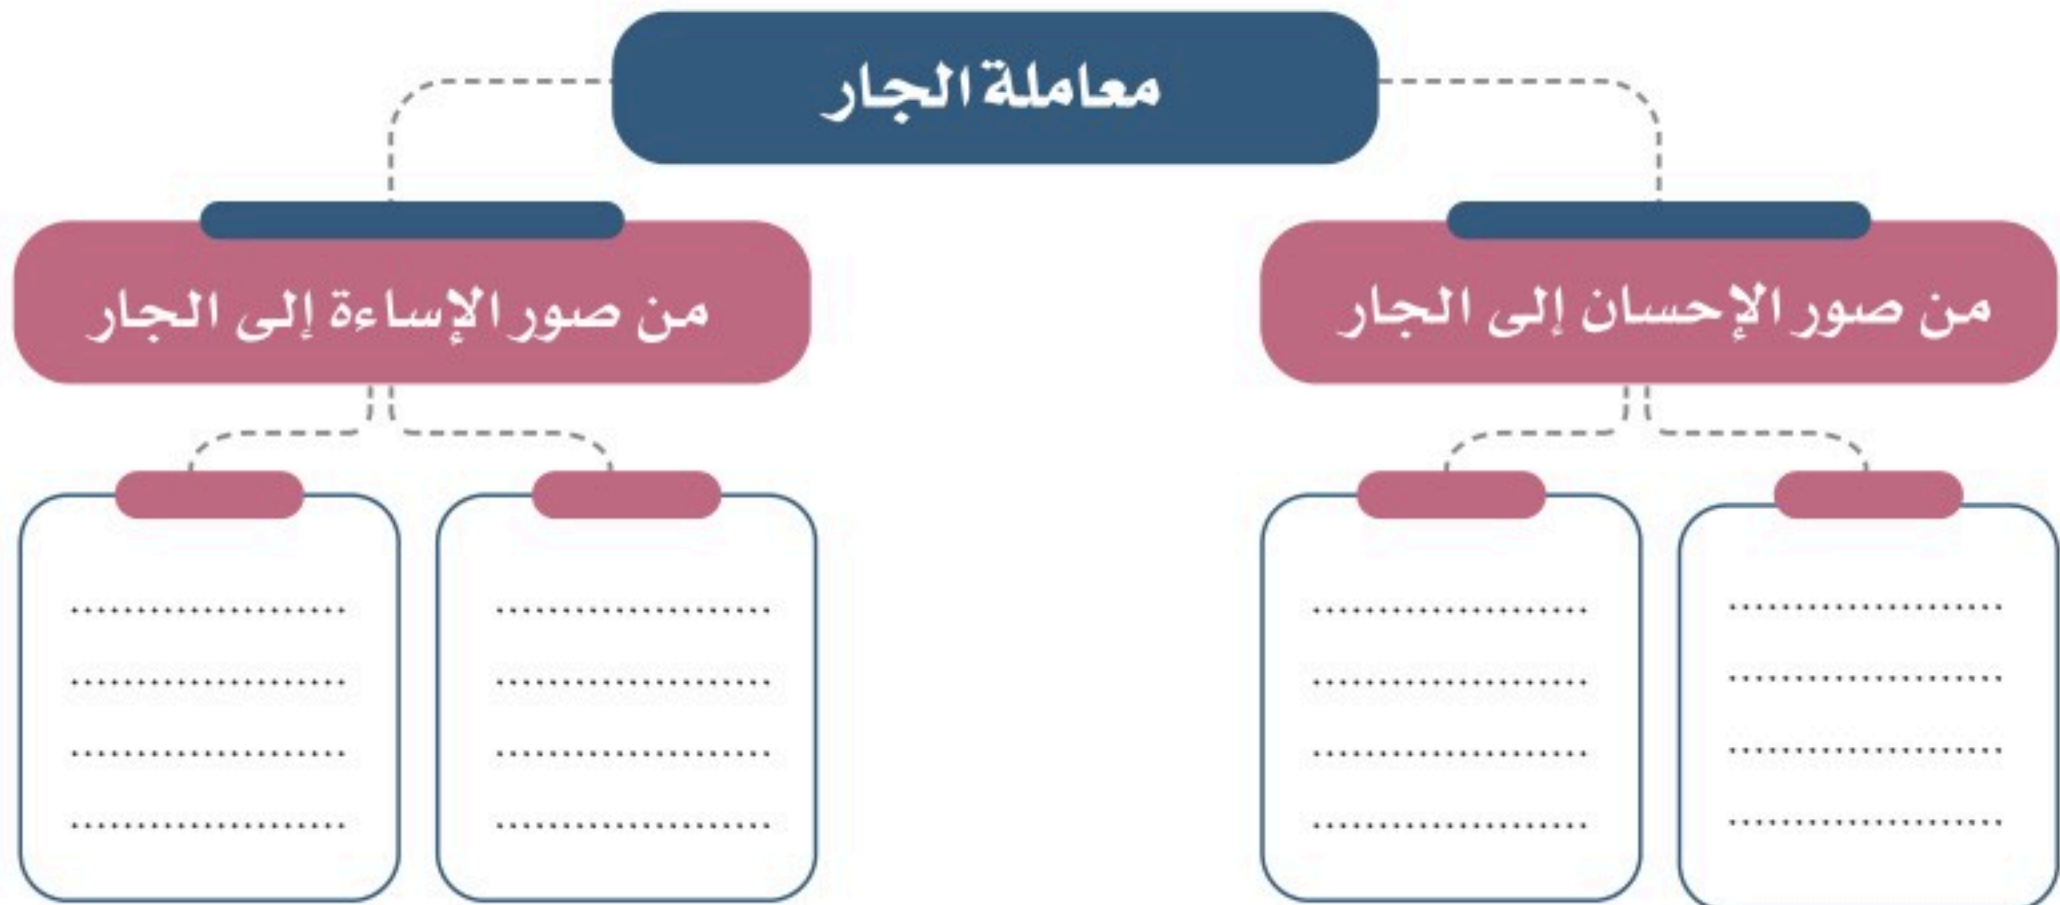 معاملة الجار
من صور الإحسان إلى الجار
من صور الإساءة إلى الجار